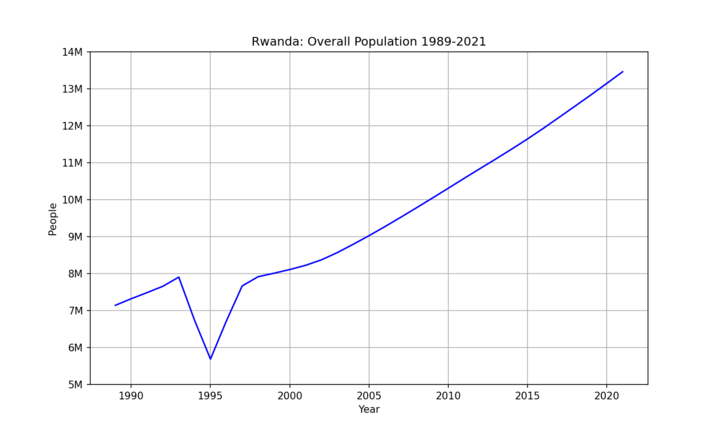 Rwanda: Overall Population 1989-2021
14M
13M
12M
11M
10M
9M
8M
7M
6M
5M
People
1990 1995 2000 2005 2010 2015 2020
Year